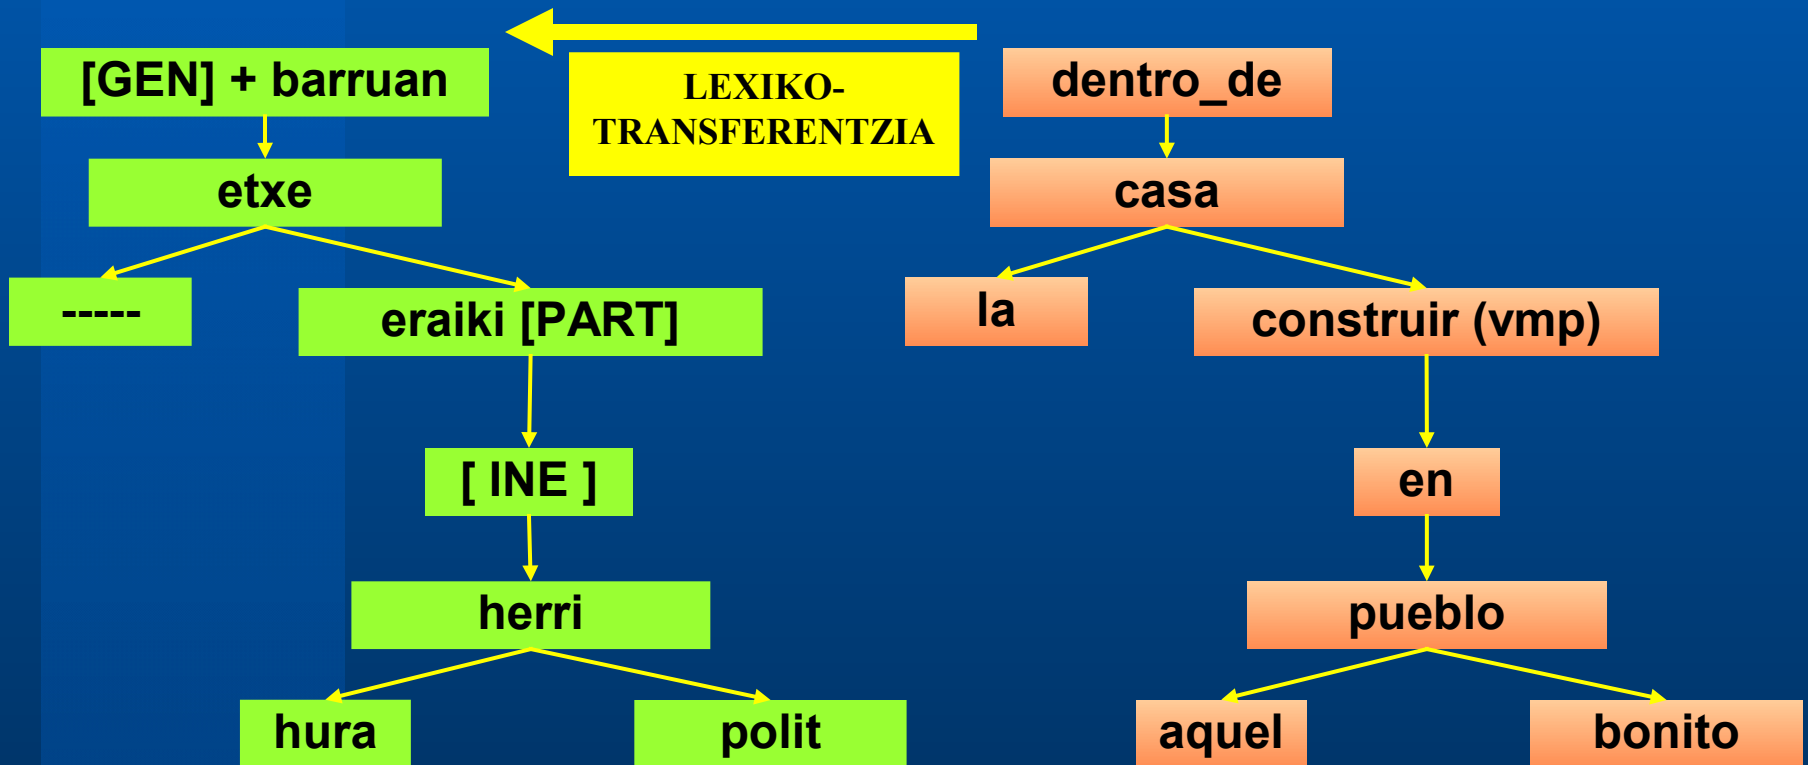 [GEN] + barruan
LEXIKO-
TRANSFERENTZIA
dentro_de
etxe
casa
-----
eraiki [PART]
la
construir (vmp)
[ INE ]
en
herri
pueblo
hura
polit
aquel
bonito